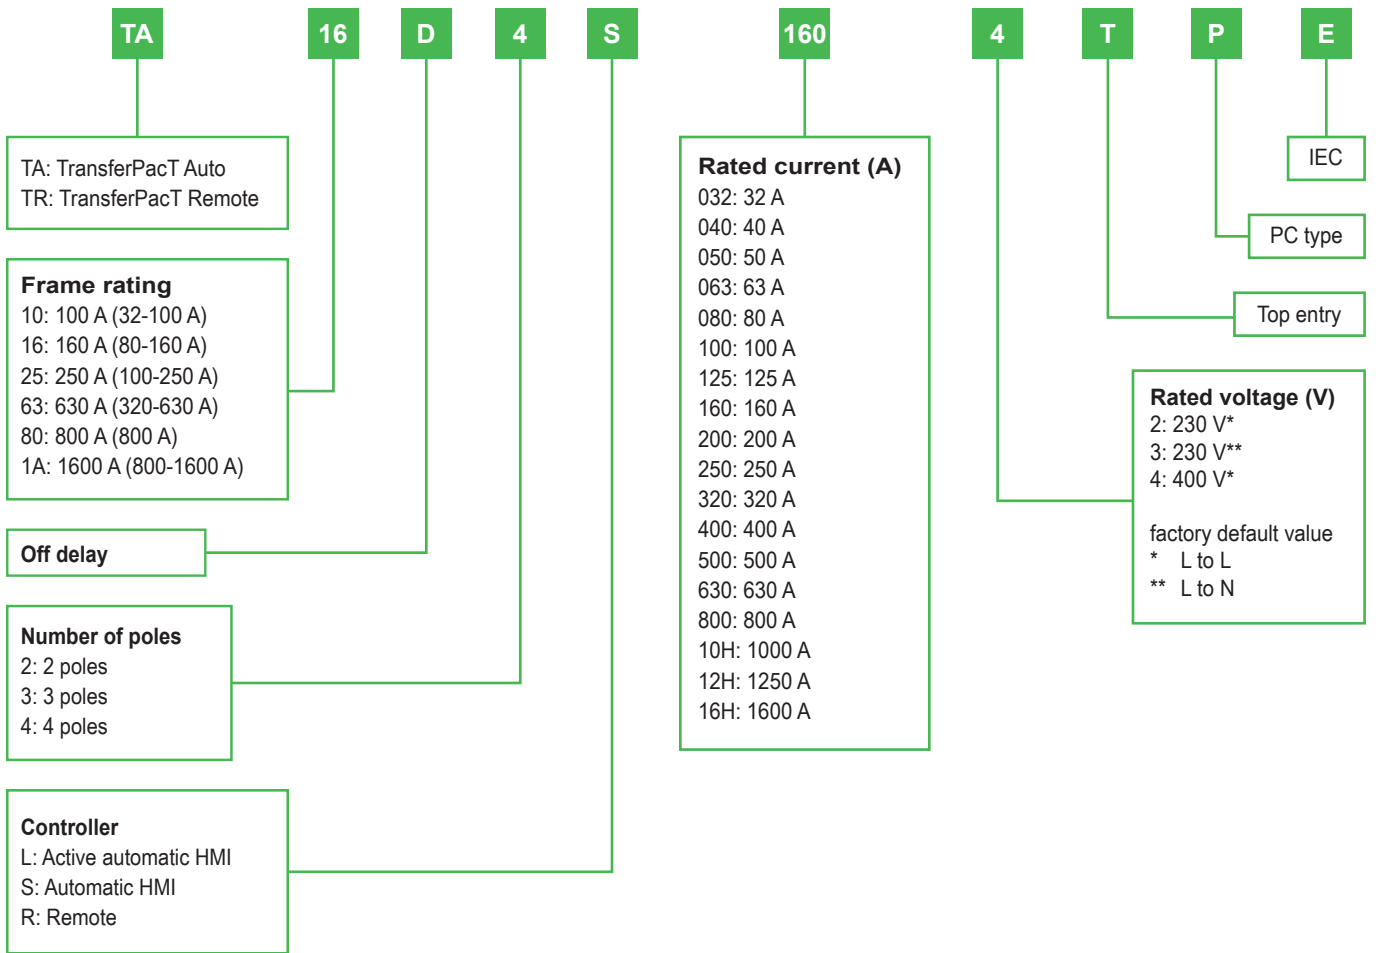 TA 16 D 4 S 160 4 T P E
TA: TransferPacT Auto
TR: TransferPacT Remote
Frame rating
10: 100 A (32-100 A)
16: 160 A (80-160 A)
25: 250 A (100-250 A)
63: 630 A (320-630 A)
80: 800 A (800 A)
1A: 1600 A (800-1600 A)
Off delay
Number of poles
2: 2 poles
3: 3 poles
4: 4 poles
Controller
L: Active automatic HMI
S: Automatic HMI
R: Remote
Rated current (A)
032: 32 A
040: 40 A
050: 50 A
063: 63 A
080: 80 A
100: 100 A
125: 125 A
160: 160 A
200: 200 A
250: 250 A
320: 320 A
400: 400 A
500: 500 A
630: 630 A
800: 800 A
10H: 1000 A
12H: 1250 A
16H: 1600 A
IEC
PC type
Top entry
Rated voltage (V)
2: 230 V*
3: 230 V**
4: 400 V*
factory default value
* L to L
** L to N